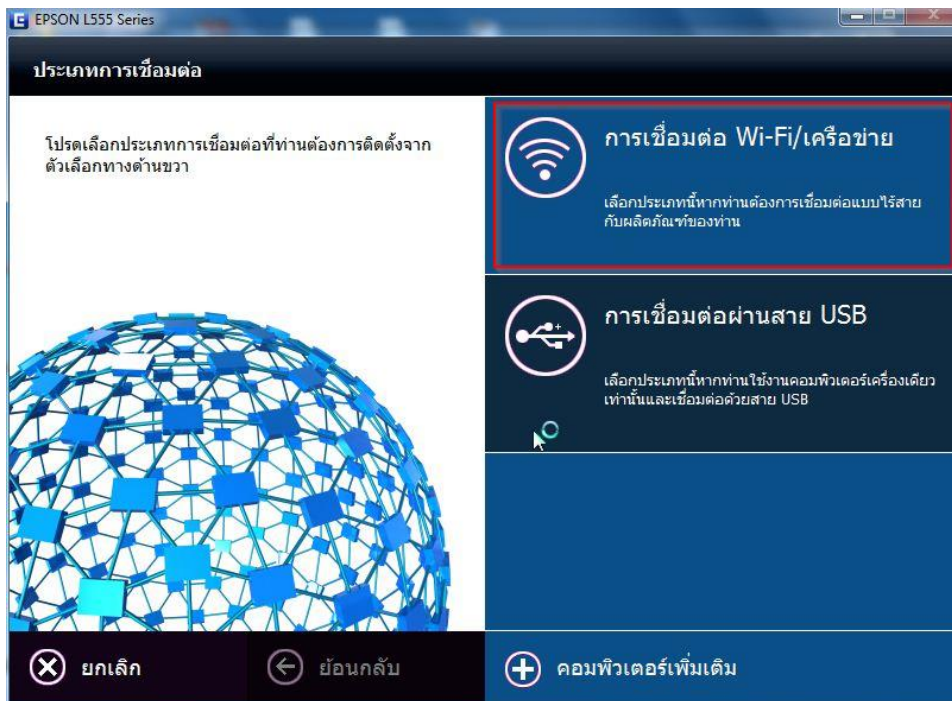 EPSON L555 Series
ประเภทการเชื่อมต่อ
โปรดเลือกประเภทการเชื่อมต่อที่ท่านต้องการติดตั้งจาก
ตัวเลือกทางด้านขวา
การเชื่อมต่อ Wi-Fi/เครือข่าย
เลือกประเภทนี้หากท่านต้องการเชื่อมต่อแบบไร้สาย
กับผลิตภัณฑ์ของท่าน
การเชื่อมต่อผ่านสาย USB
เลือกประเภทนี้หากท่านใช้งานคอมพิวเตอร์เครื่องเดียว
เท่านั้นและเชื่อมต่อด้วยสาย USB
ยกเลิก
ย้อนกลับ
คอมพิวเตอร์เพิ่มเติม